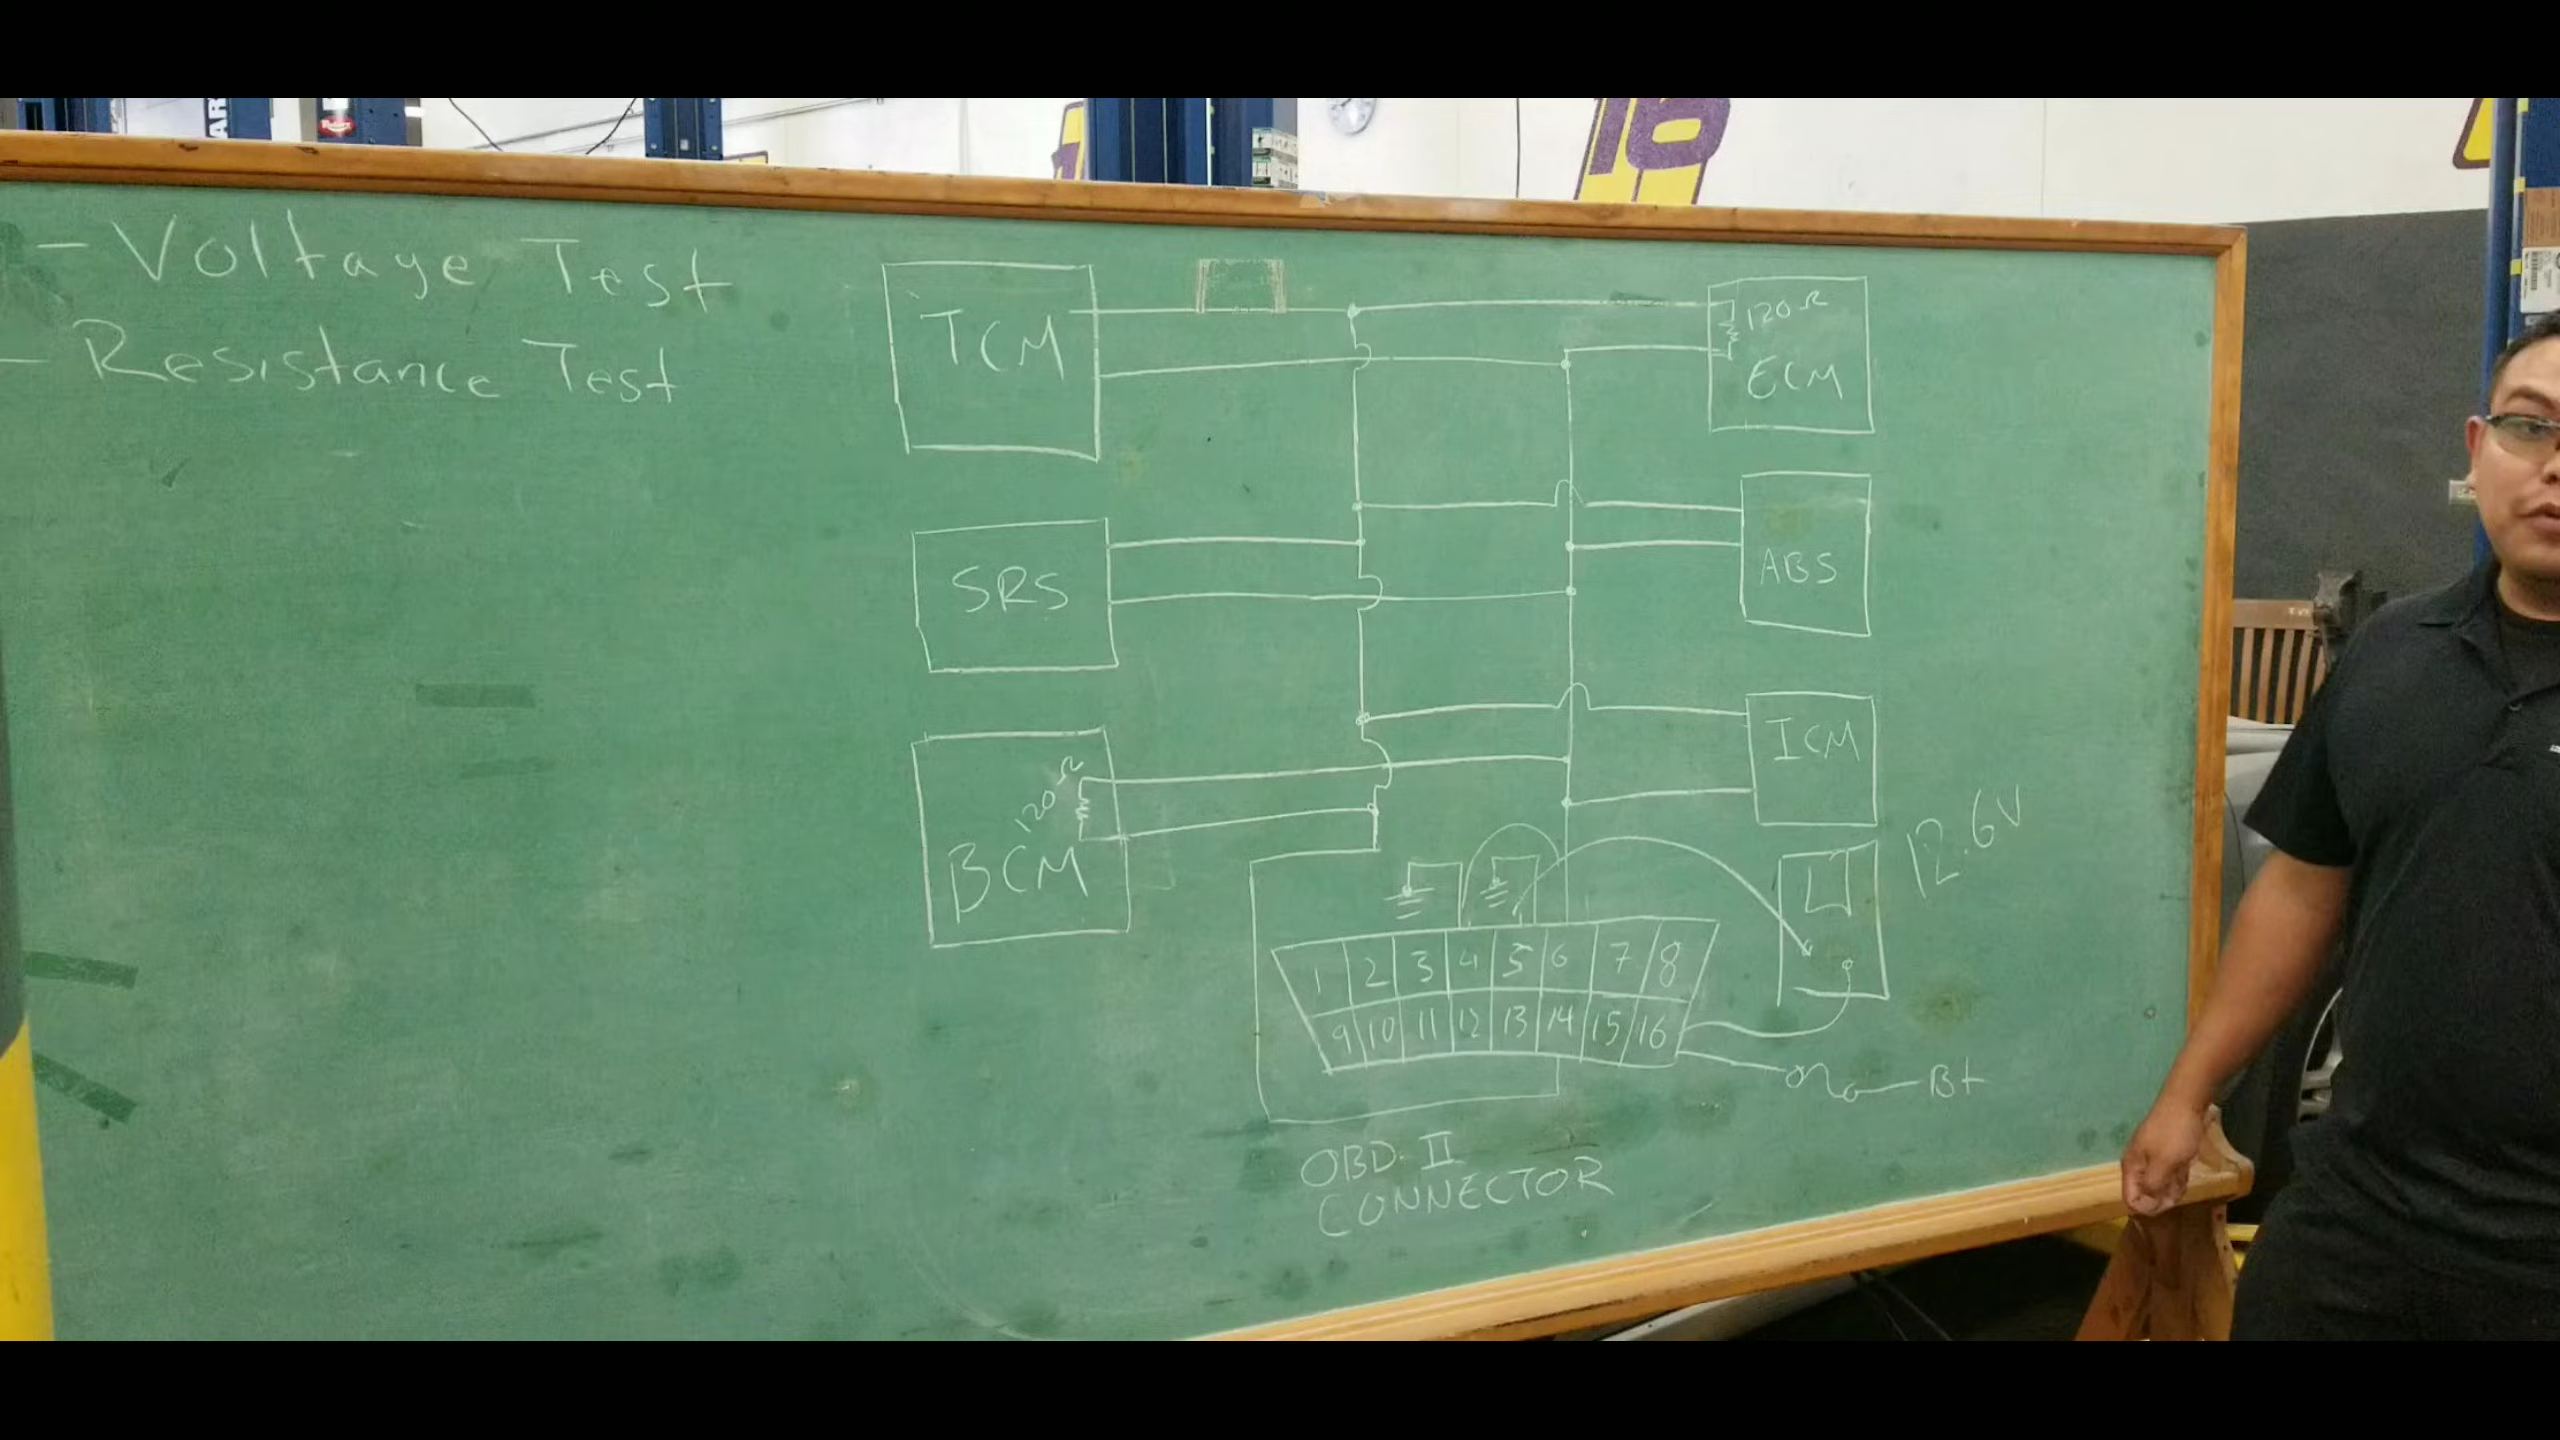 - Voltage Test
- Resistance Test
TCM
120Ω
ECM
SRS
ABS
120Ω
BCM
ICM
12.6V
1 2 3 4 5 6 7 8
9 10 11 12 13 14 15 16
B+
OBD II
CONNECTOR
16